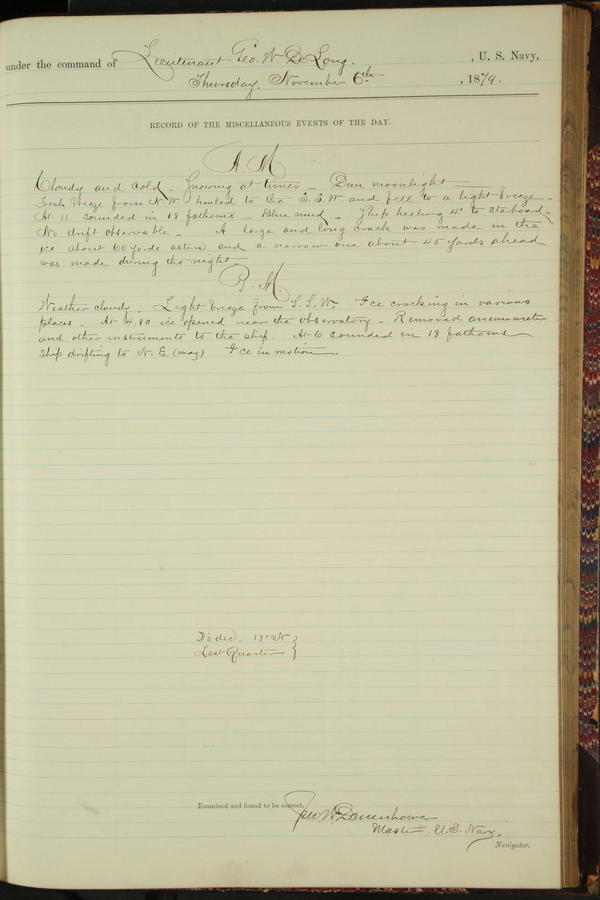 under the command of Lieutenant Geo. W De Long. , U. S. Navy,
Thursday, November 6th , 1879.
RECORD OF THE MISCELLANEOUS EVENTS OF THE DAY.
A. M
Cloudy and cold - Snowing at times - Dim moonlight -
Fresh breeze from N. W. hauled to the S. S. W. and fell to a light breeze -
At 11 sounded in 18 fathoms - Blue mud - Ship heeling 4° to starboard -
No drift observable - A large and long crack was made in the
ice about 60 yards astern and a narrow one about 40 yards ahead
was made during the night -
P. M.
Weather cloudy - Light breeze from S. S. W - Ice cracking in various
places - At 4.30 ice opened near the observatory - Removed anemometer
and other instruments to the ship. At 6 sounded in 18 fathoms -
Ship drifting to N. E (mag) Ice in motion -.
D's dec. 13° N }
Last Quarter }
Examined and found to be correct,
Jno. W. Danenhower
Master, U. S. Navy,
Navigator.